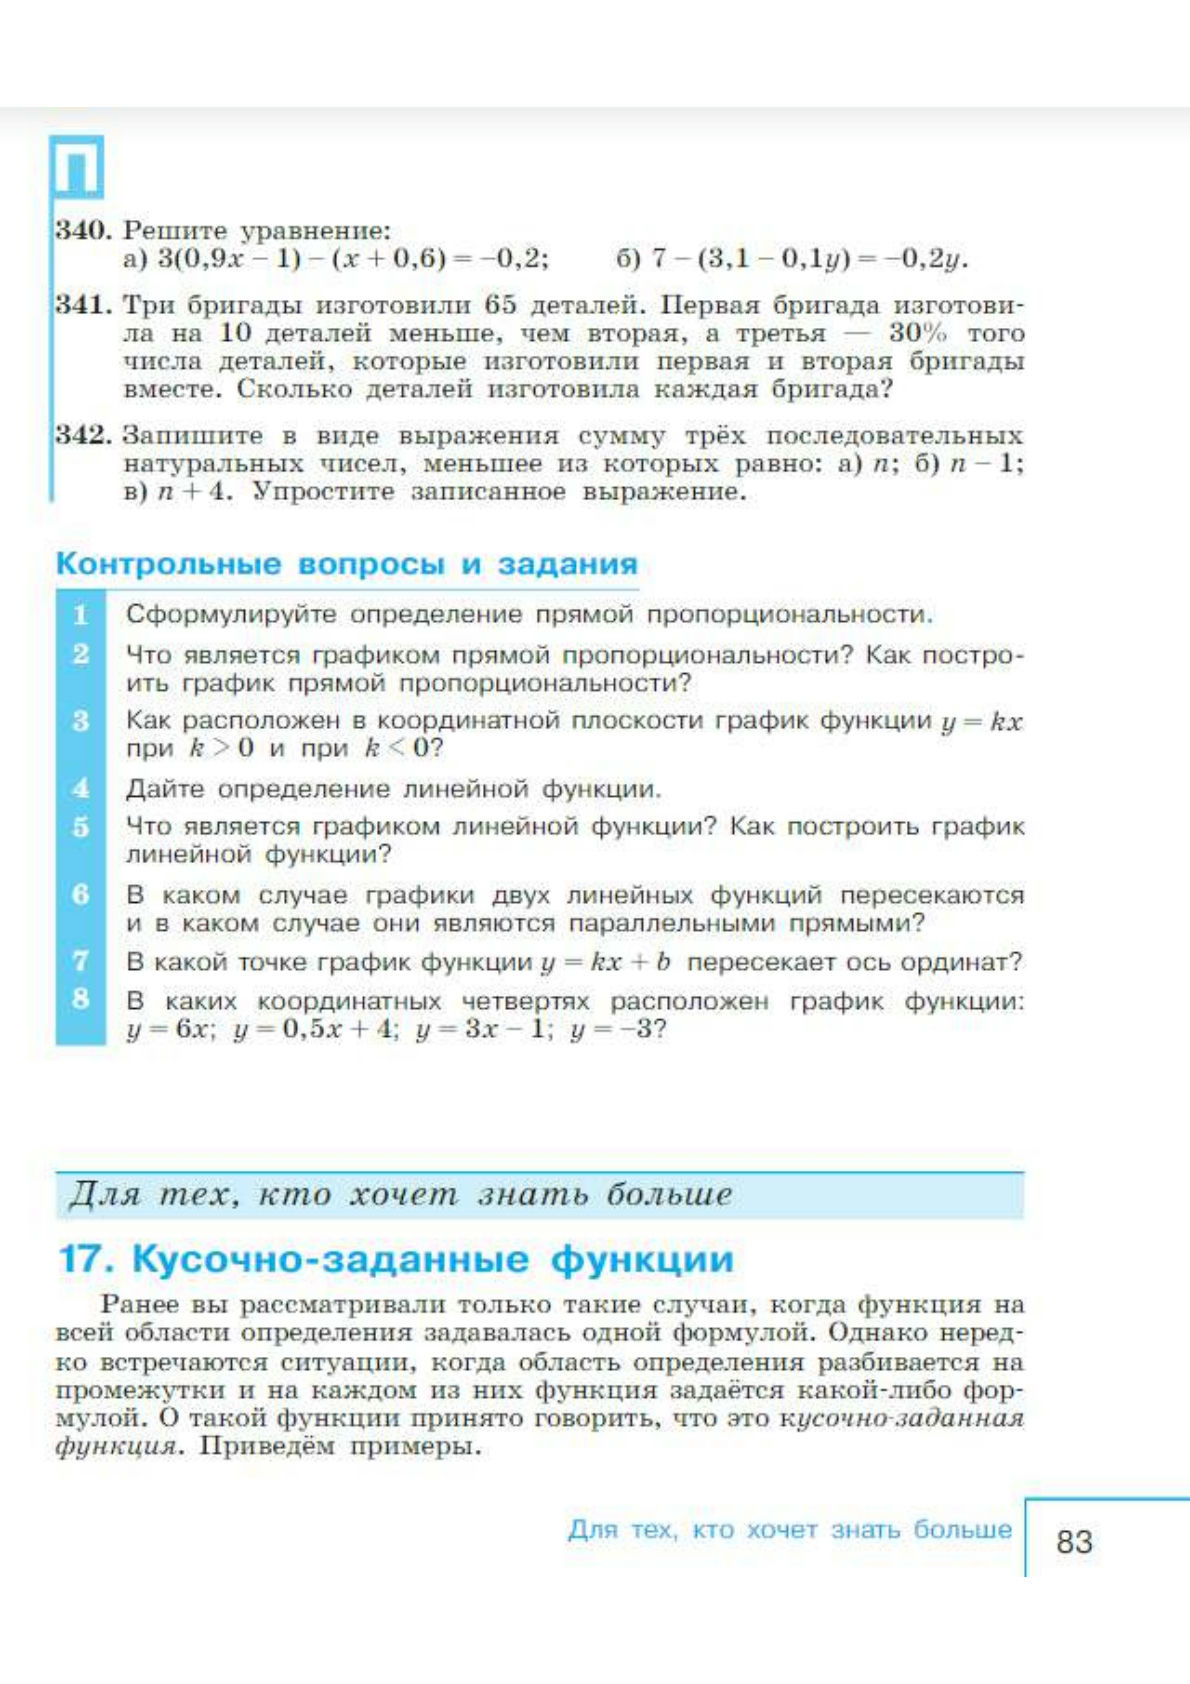 П
340. Решите уравнение:
а) 3(0,9x − 1) − (x + 0,6) = −0,2; б) 7 − (3,1 − 0,1y) = −0,2y.
341. Три бригады изготовили 65 деталей. Первая бригада изготови-
ла на 10 деталей меньше, чем вторая, а третья — 30% того
числа деталей, которые изготовили первая и вторая бригады
вместе. Сколько деталей изготовила каждая бригада?
342. Запишите в виде выражения сумму трёх последовательных
натуральных чисел, меньшее из которых равно: а) n; б) n − 1;
в) n + 4. Упростите записанное выражение.
Контрольные вопросы и задания
1 Сформулируйте определение прямой пропорциональности.
2 Что является графиком прямой пропорциональности? Как постро-
ить график прямой пропорциональности?
3 Как расположен в координатной плоскости график функции y = kx
при k > 0 и при k < 0?
4 Дайте определение линейной функции.
5 Что является графиком линейной функции? Как построить график
линейной функции?
6 В каком случае графики двух линейных функций пересекаются
и в каком случае они являются параллельными прямыми?
7 В какой точке график функции y = kx + b пересекает ось ординат?
8 В каких координатных четвертях расположен график функции:
y = 6x; y = 0,5x + 4; y = 3x − 1; y = −3?
Для тех, кто хочет знать больше
17. Кусочно-заданные функции
Ранее вы рассматривали только такие случаи, когда функция на
всей области определения задавалась одной формулой. Однако неред-
ко встречаются ситуации, когда область определения разбивается на
промежутки и на каждом из них функция задаётся какой-либо фор-
мулой. О такой функции принято говорить, что это кусочно-заданная
функция. Приведём примеры.
Для тех, кто хочет знать больше
83